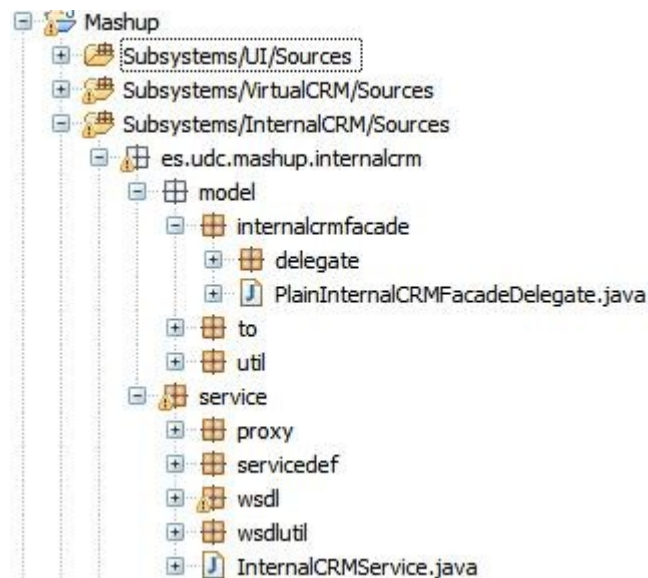 Mashup
Subsystems/UI/Sources
Subsystems/VirtualCRM/Sources
Subsystems/InternalCRM/Sources
es.udc.mashup.internalcrm
model
internalcrmfacade
delegate
PlainInternalCRMFacadeDelegate.java
to
util
service
proxy
servicedef
wsdl
wsdlutil
InternalCRMService.java